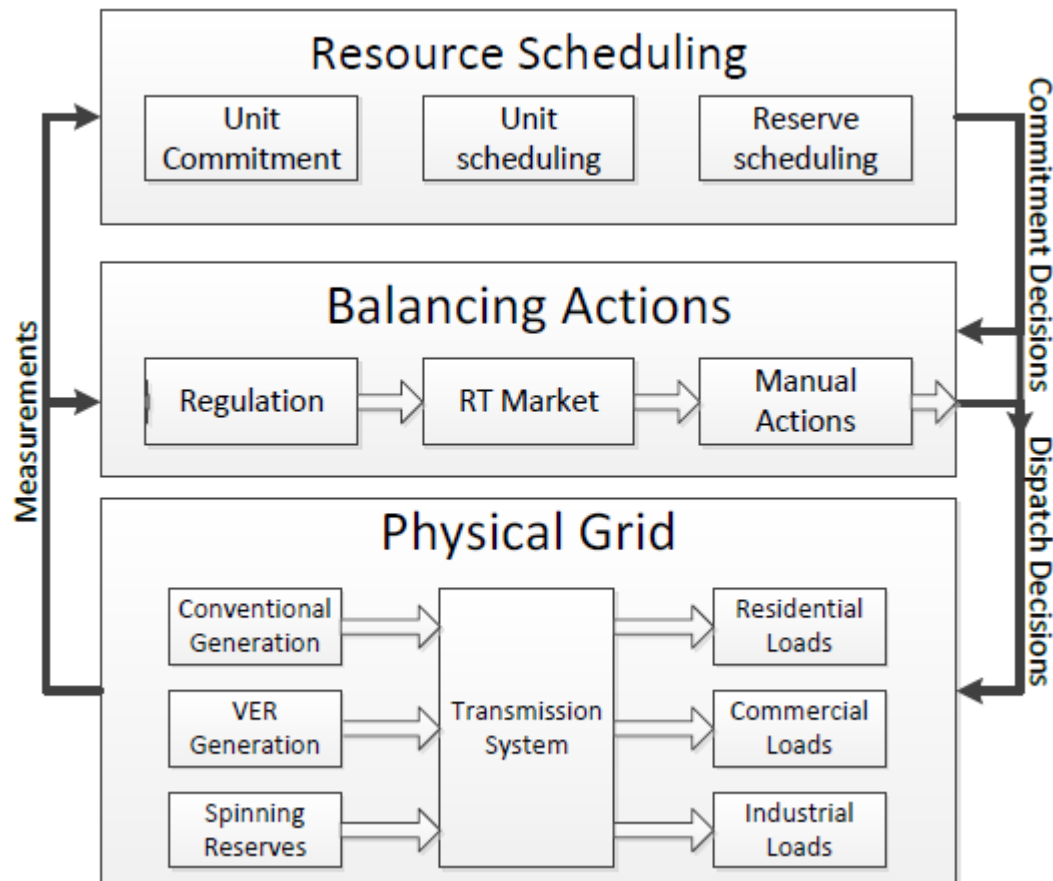 Resource Scheduling
Unit
Commitment
Unit
scheduling
Reserve
scheduling
Commitment Decisions
Balancing Actions
Regulation
RT Market
Manual
Actions
Measurements
Dispatch Decisions
Physical Grid
Conventional
Generation
Transmission
System
Residential
Loads
VER
Generation
Commercial
Loads
Spinning
Reserves
Industrial
Loads